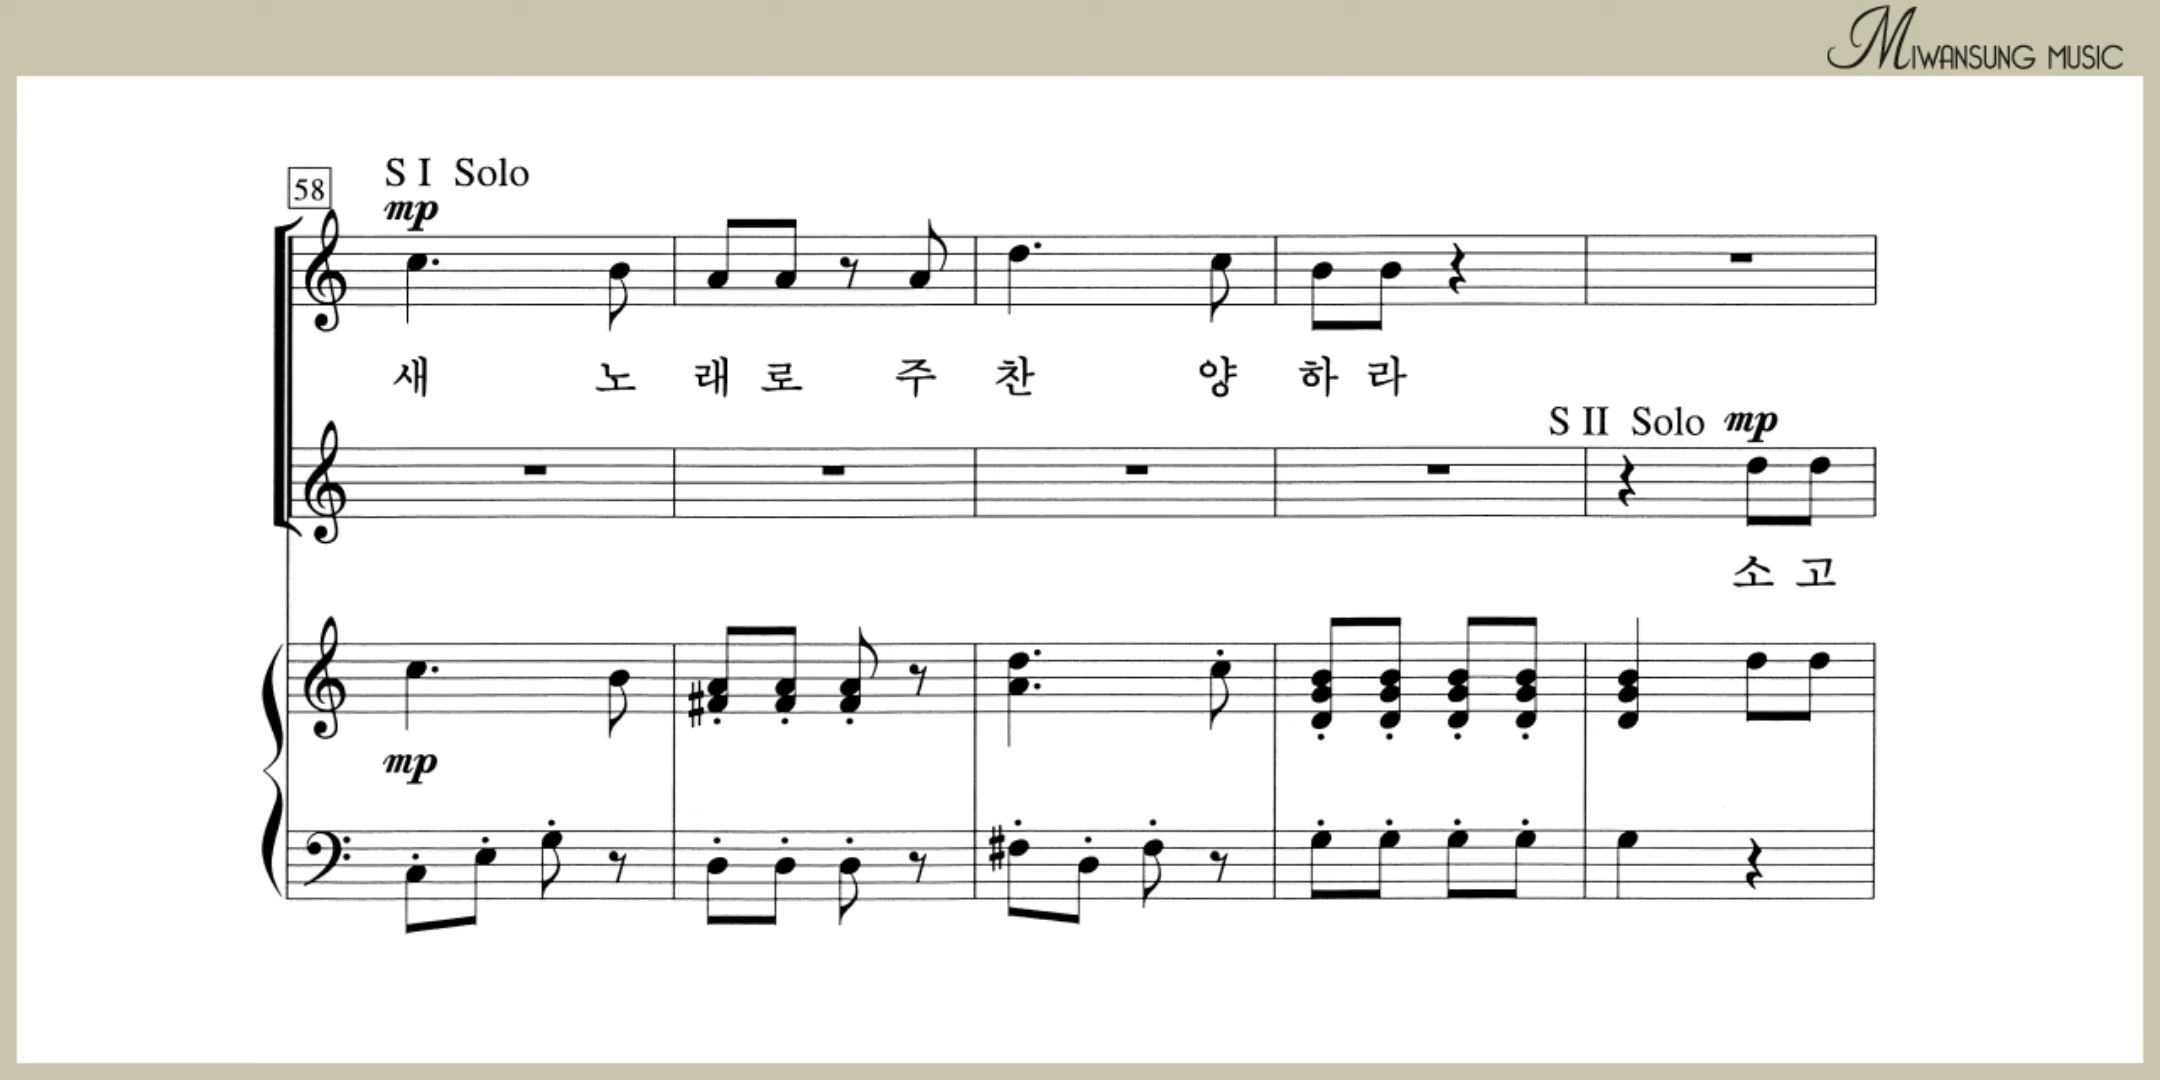 MIWANSUNG MUSIC
58
S I Solo
mp
새 노 래 로 주 찬 양 하 라
S II Solo mp
소 고
mp